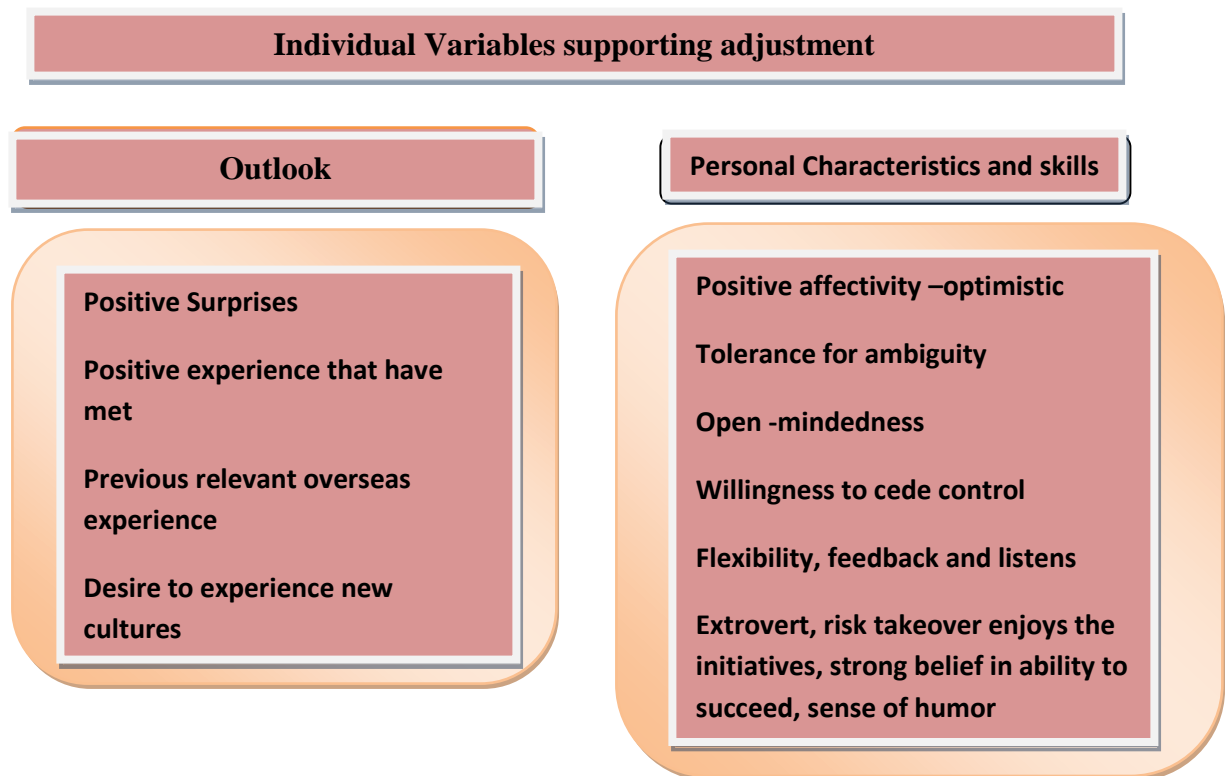 Individual Variables supporting adjustment
Outlook
Positive Surprises
Positive experience that have
met
Previous relevant overseas
experience
Desire to experience new
cultures
Personal Characteristics and skills
Positive affectivity –optimistic
Tolerance for ambiguity
Open -mindedness
Willingness to cede control
Flexibility, feedback and listens
Extrovert, risk takeover enjoys the
initiatives, strong belief in ability to
succeed, sense of humor